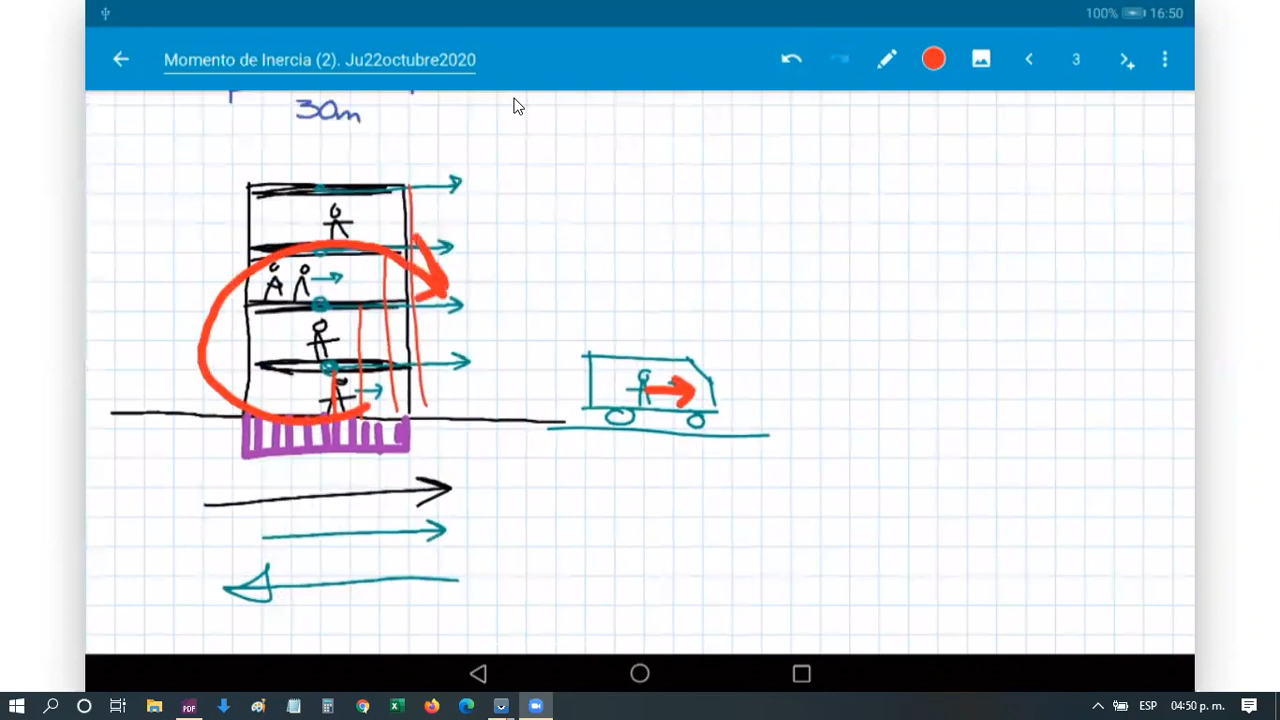 100% 16:50
Momento de Inercia (2). Ju22octubre2020
3
30m
ESP 04:50 p. m.